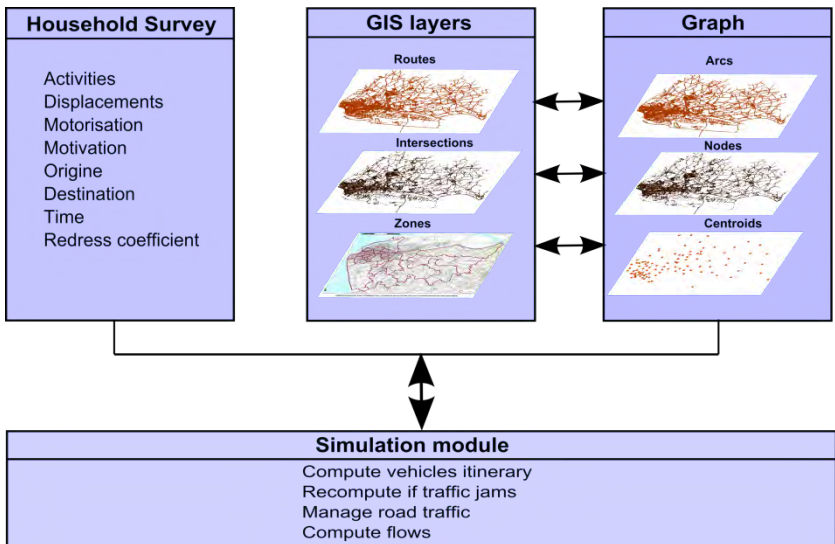 Household Survey
Activities
Displacements
Motorisation
Motivation
Origine
Destination
Time
Redress coefficient
GIS layers
Routes
Intersections
Zones
Graph
Arcs
Nodes
Centroids
Simulation module
Compute vehicles itinerary
Recompute if traffic jams
Manage road traffic
Compute flows